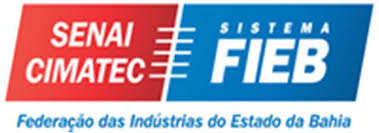 SENAI
CIMATEC
SISTEMA
FIEB
Federação das Indústrias do Estado da Bahia